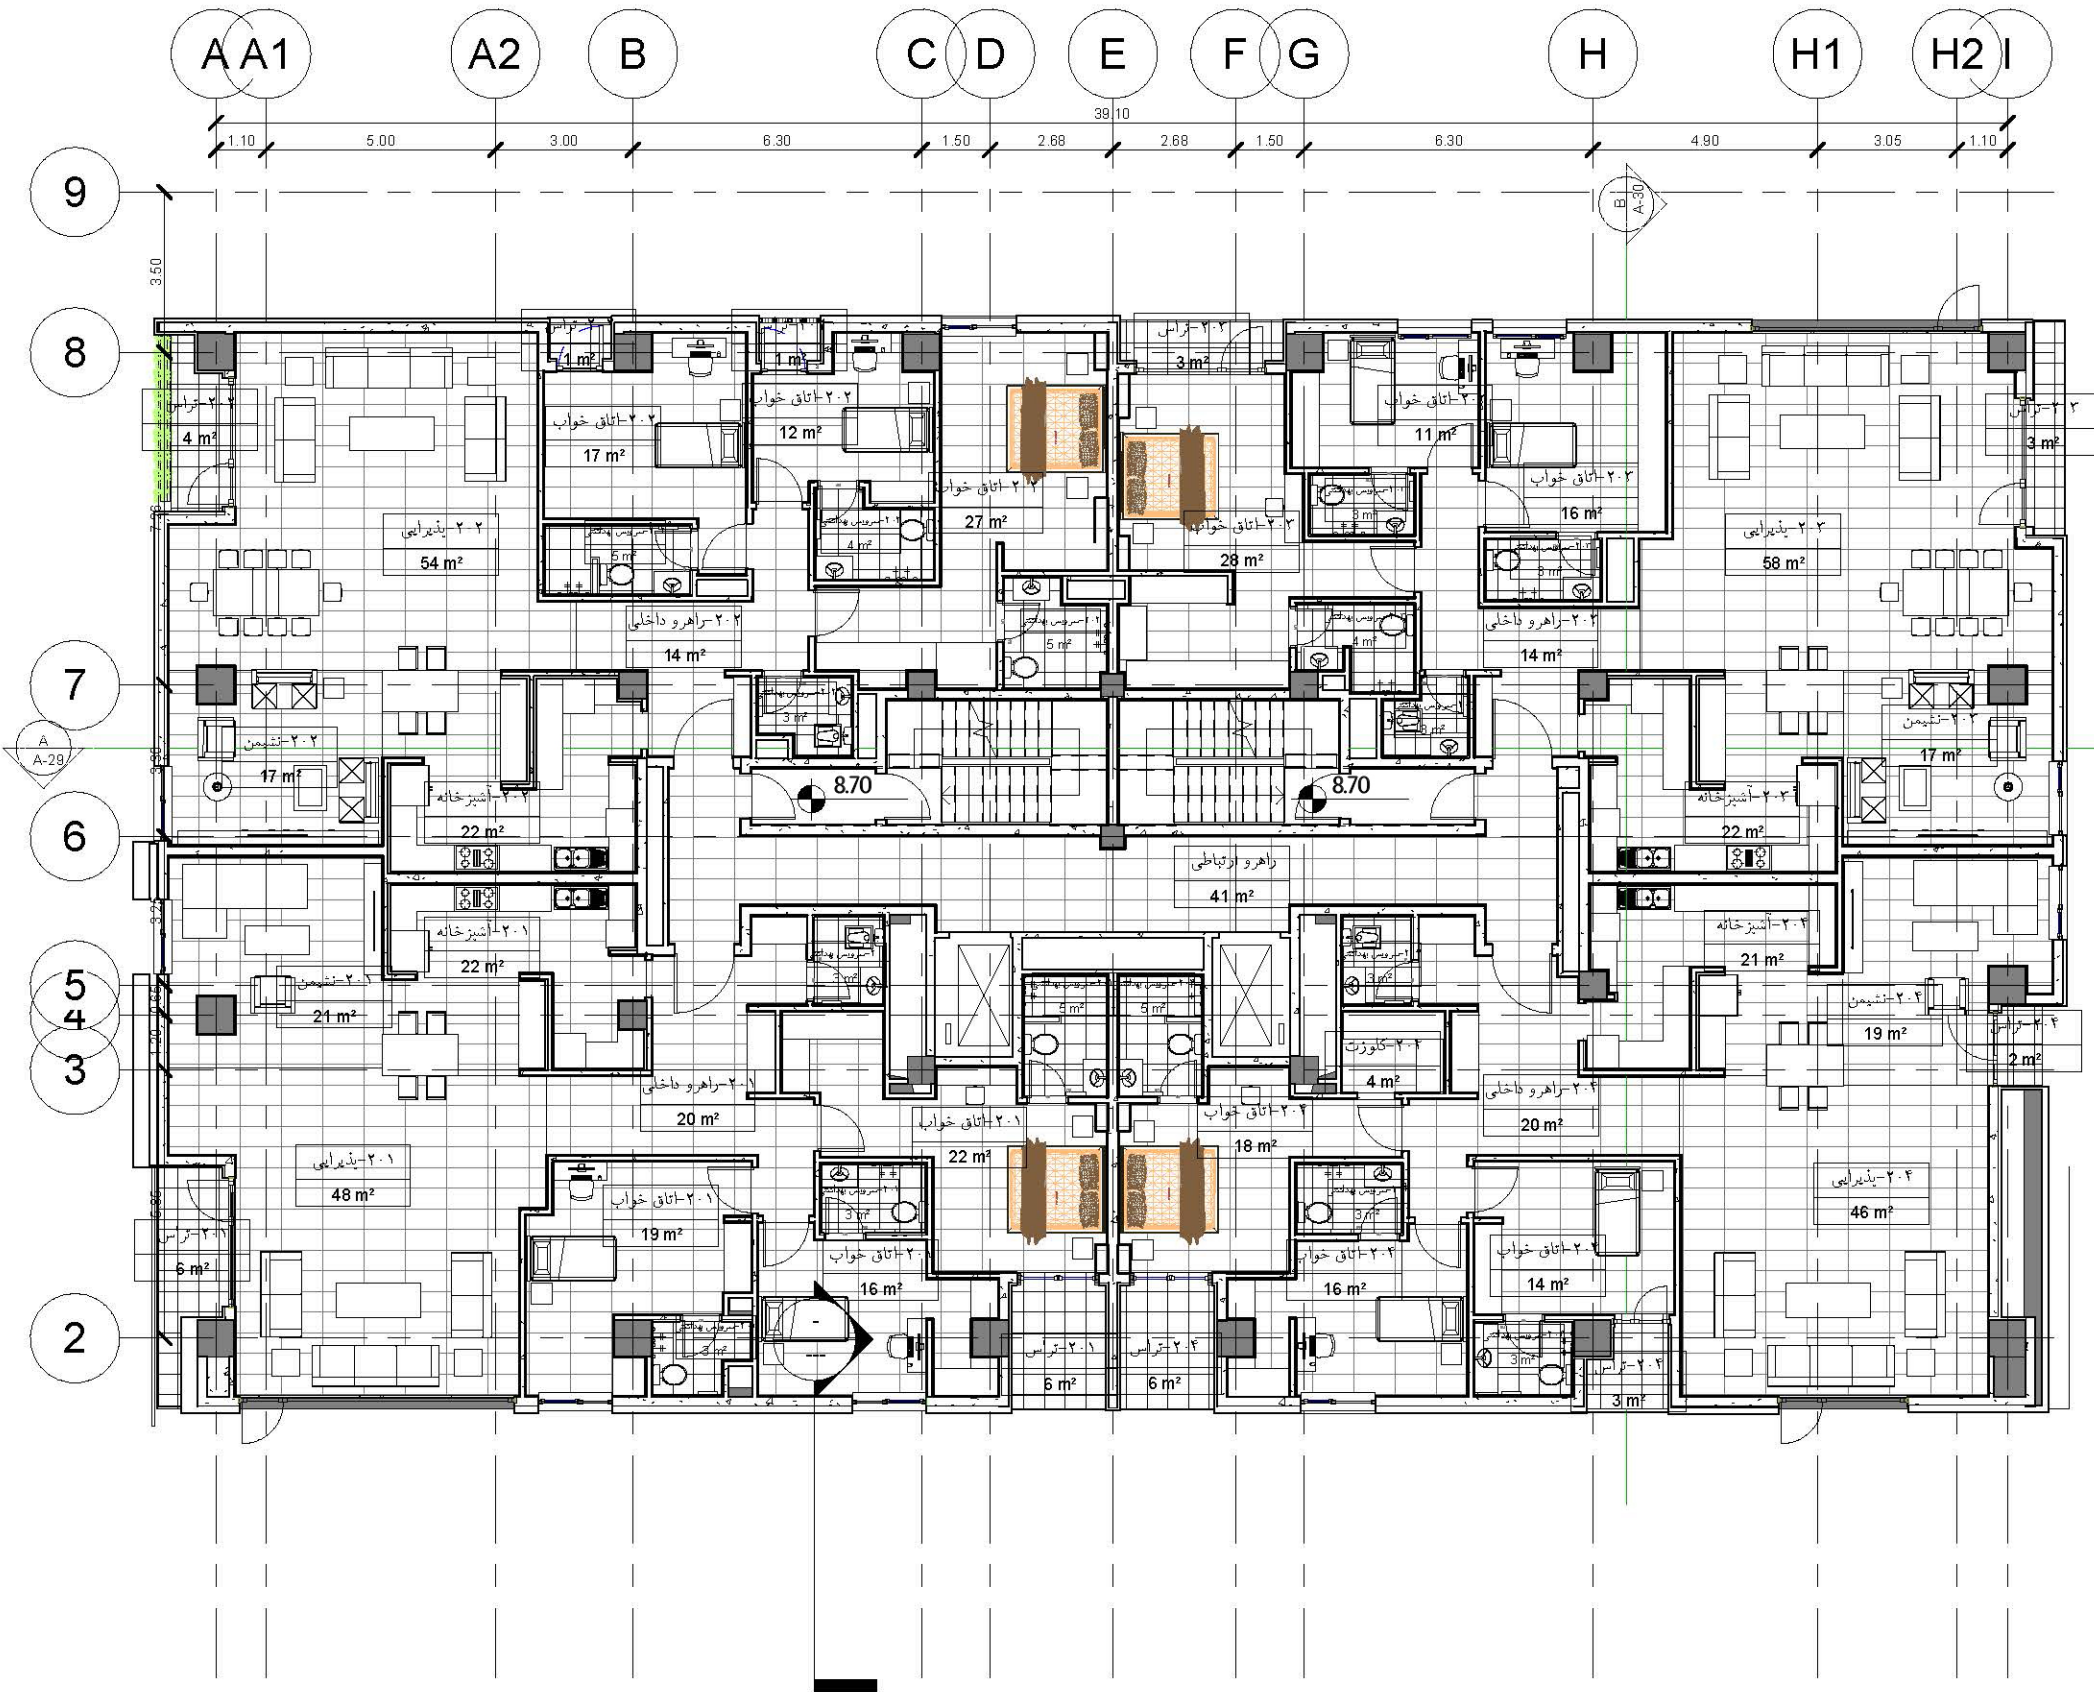 A A1 A2 B C D E F G H H1 H2 I
39.10
1.10 5.00 3.00 6.30 1.50 2.68 2.68 1.50 6.30 4.90 3.05 1.10
9
B
A-30
3.50
8
1 m²
1 m²
۲۰۳-تراس
3 m²
4 m²
۲۰۲-اتاق خواب
17 m²
۲۰۲-اتاق خواب
12 m²
اتاق خواب
11 m²
۲۰۳-تراس
3 m²
اتاق خواب
27 m²
۲۰۳-اتاق خواب
28 m²
۲۰۳-اتاق خواب
16 m²
3 m²
۲۰۲-پذیرایی
54 m²
5 m²
4 m²
3 m²
۲۰۳-پذیرایی
58 m²
۲۰۲-راهرو داخلی
14 m²
5 m²
4 m²
راهرو داخلی
14 m²
7
3 m²
3 m²
۲۰۲-نشیمن
17 m²
۲۰۳-نشیمن
17 m²
A
A-29
8.70
8.70
۲۰۲-آشپزخانه
22 m²
۲۰۳-آشپزخانه
22 m²
6
راهرو ارتباطی
41 m²
۲۰۱-آشپزخانه
22 m²
۲۰۴-آشپزخانه
21 m²
5
3 m²
3 m²
5 m²
5 m²
۲۰۱-نشیمن
21 m²
۲۰۴-نشیمن
19 m²
4
1.20
۲۰۴-تراس
2 m²
3
کلوزت
4 m²
۲۰۱-راهرو داخلی
20 m²
۲۰۴-راهرو داخلی
20 m²
۲۰۱-اتاق خواب
22 m²
۲۰۴-اتاق خواب
18 m²
۲۰۱-پذیرایی
48 m²
۲۰۱-اتاق خواب
19 m²
3 m²
3 m²
۲۰۴-پذیرایی
46 m²
۲۰۱-تراس
6 m²
۲۰۱-اتاق خواب
16 m²
۲۰۴-اتاق خواب
16 m²
اتاق خواب
14 m²
2
3 m²
۲۰۱-تراس
6 m²
۲۰۴-تراس
6 m²
3 m²
۲۰۴-تراس
3 m²